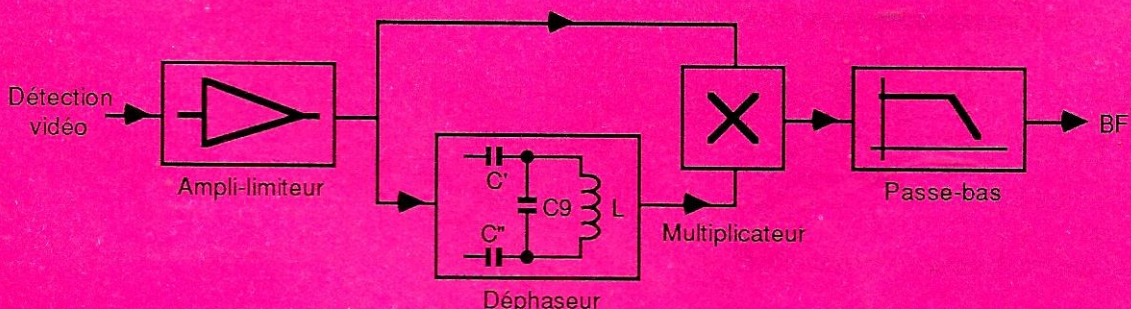 Détection
vidéo
Ampli-limiteur
C'
C9
L
C"
Déphaseur
Multiplicateur
Passe-bas
BF